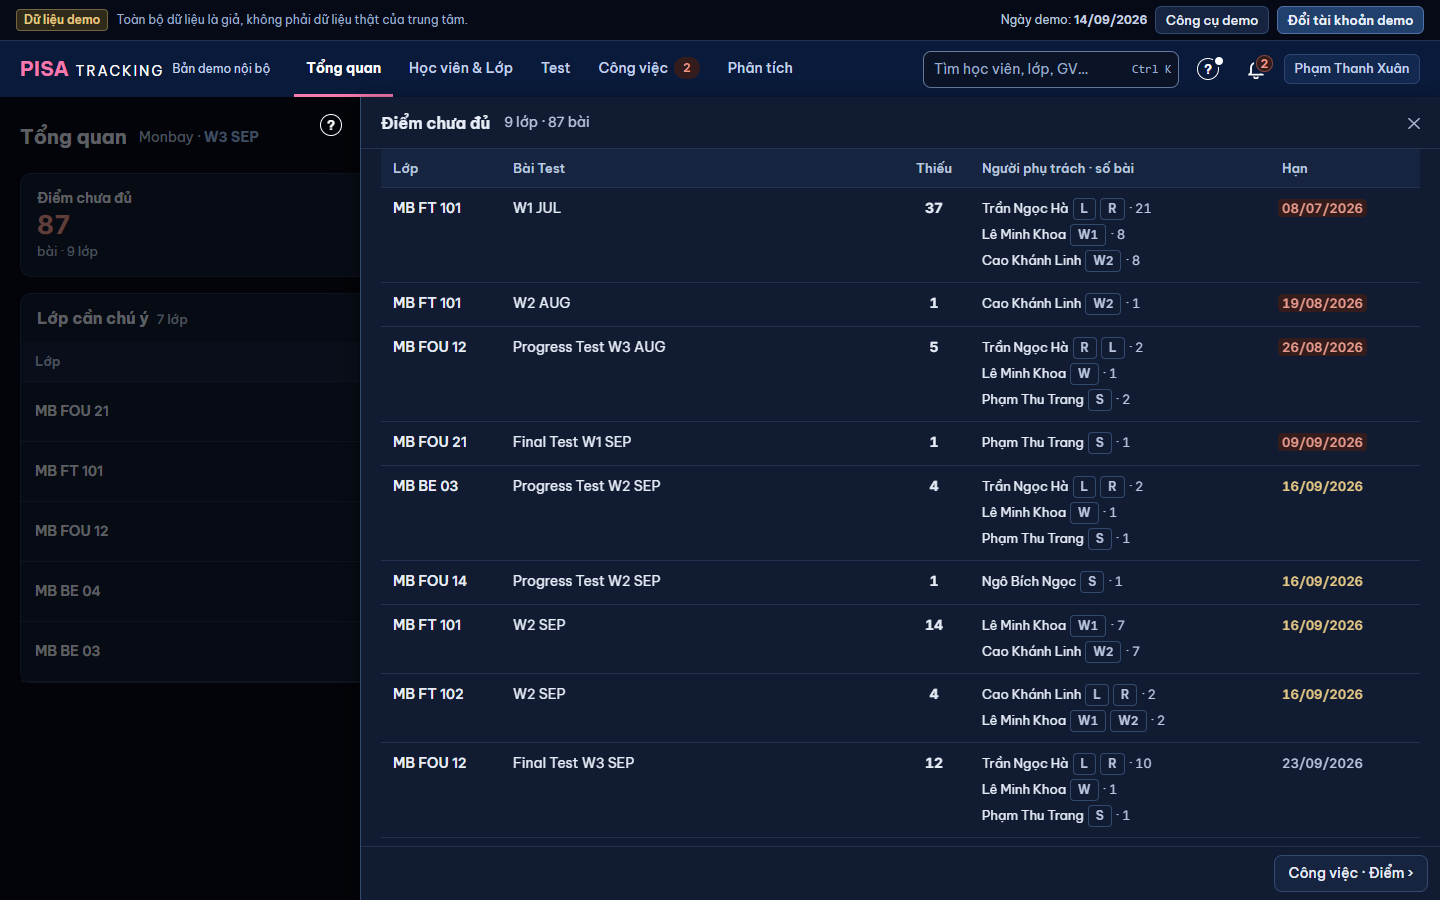 Dữ liệu demo Toàn bộ dữ liệu là giả, không phải dữ liệu thật của trung tâm. Ngày demo: 14/09/2026 Công cụ demo Đổi tài khoản demo
PISA TRACKING Bản demo nội bộ Tổng quan Học viên & Lớp Test Công việc 2 Phân tích Tìm học viên, lớp, GV... Ctrl K ? 2 Phạm Thanh Xuân
Tổng quan Monbay · W3 SEP ?
Điểm chưa đủ
87
bài · 9 lớp
Lớp cần chú ý 7 lớp
Lớp
MB FOU 21
MB FT 101
MB FOU 12
MB BE 04
MB BE 03
Điểm chưa đủ 9 lớp · 87 bài
Lớp Bài Test Thiếu Người phụ trách · số bài Hạn
MB FT 101 W1 JUL 37 Trần Ngọc Hà L R · 21 08/07/2026
Lê Minh Khoa W1 · 8
Cao Khánh Linh W2 · 8
MB FT 101 W2 AUG 1 Cao Khánh Linh W2 · 1 19/08/2026
MB FOU 12 Progress Test W3 AUG 5 Trần Ngọc Hà R L · 2 26/08/2026
Lê Minh Khoa W · 1
Phạm Thu Trang S · 2
MB FOU 21 Final Test W1 SEP 1 Phạm Thu Trang S · 1 09/09/2026
MB BE 03 Progress Test W2 SEP 4 Trần Ngọc Hà L R · 2 16/09/2026
Lê Minh Khoa W · 1
Phạm Thu Trang S · 1
MB FOU 14 Progress Test W2 SEP 1 Ngô Bích Ngọc S · 1 16/09/2026
MB FT 101 W2 SEP 14 Lê Minh Khoa W1 · 7 16/09/2026
Cao Khánh Linh W2 · 7
MB FT 102 W2 SEP 4 Cao Khánh Linh L R · 2 16/09/2026
Lê Minh Khoa W1 W2 · 2
MB FOU 12 Final Test W3 SEP 12 Trần Ngọc Hà L R · 10 23/09/2026
Lê Minh Khoa W · 1
Phạm Thu Trang S · 1
Công việc · Điểm ›